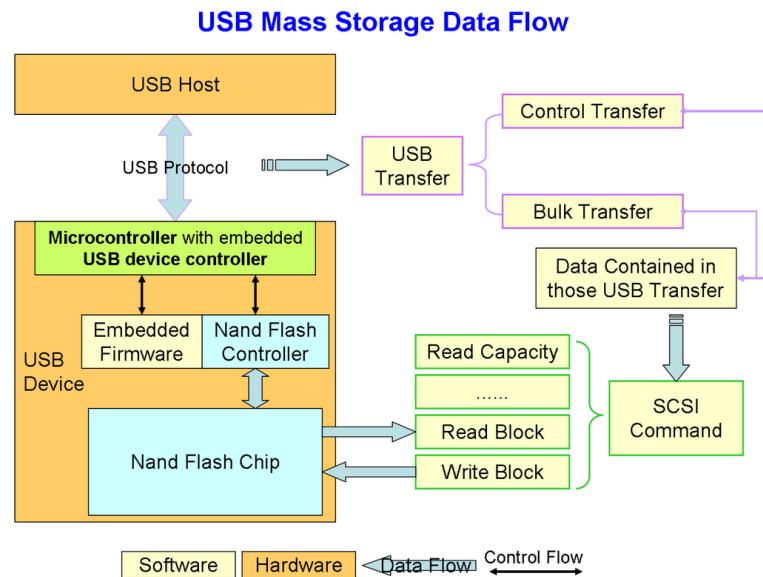 USB Mass Storage Data Flow
USB Host
USB Protocol
USB
Transfer
Control Transfer
Bulk Transfer
Data Contained in
those USB Transfer
Microcontroller with embedded
USB device controller
Embedded
Firmware
Nand Flash
Controller
USB
Device
Nand Flash Chip
Read Capacity
......
Read Block
Write Block
SCSI
Command
Software
Hardware
Data Flow
Control Flow